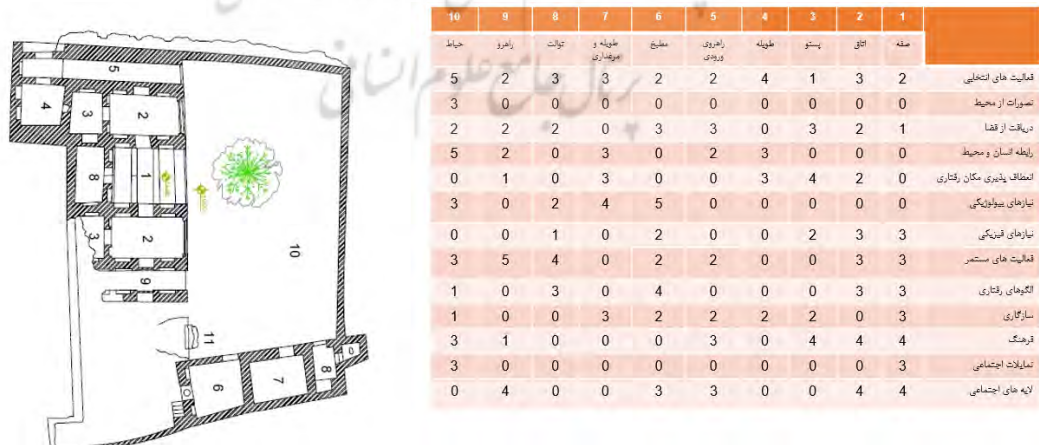 1 2 3 4 5 6 7 8 9 10
صفه اتاق پستو طویله راهروی ورودی مطبخ طویله و مرغداری توالت راهرو حیاط
فعالیت های انتخابی 2 3 1 4 2 2 3 3 2 5
تصورات از محیط 0 0 0 0 0 0 0 0 0 3
دریافت از فضا 1 2 3 0 3 3 0 2 2 2
رابطه انسان و محیط 0 0 0 3 2 0 3 0 2 5
انعطاف پذیری مکان رفتاری 0 2 4 3 0 0 3 0 1 0
نیازهای بیولوژیکی 0 0 0 0 0 5 4 2 0 3
نیازهای فیزیکی 3 3 2 0 0 2 0 1 0 0
فعالیت های مستمر 3 3 0 0 2 2 0 4 5 3
الگوهای رفتاری 3 3 0 0 0 4 0 3 0 1
سازگاری 3 0 2 2 2 2 3 0 0 1
فرهنگ 4 4 4 0 3 0 0 0 1 3
تمایلات اجتماعی 3 0 0 0 0 0 0 0 0 3
لایه های اجتماعی 4 4 0 0 3 3 0 0 4 0
پرتال جامع علوم انسانی
5
4
3
2
8
1
3
2
9
10
11
6
7
8